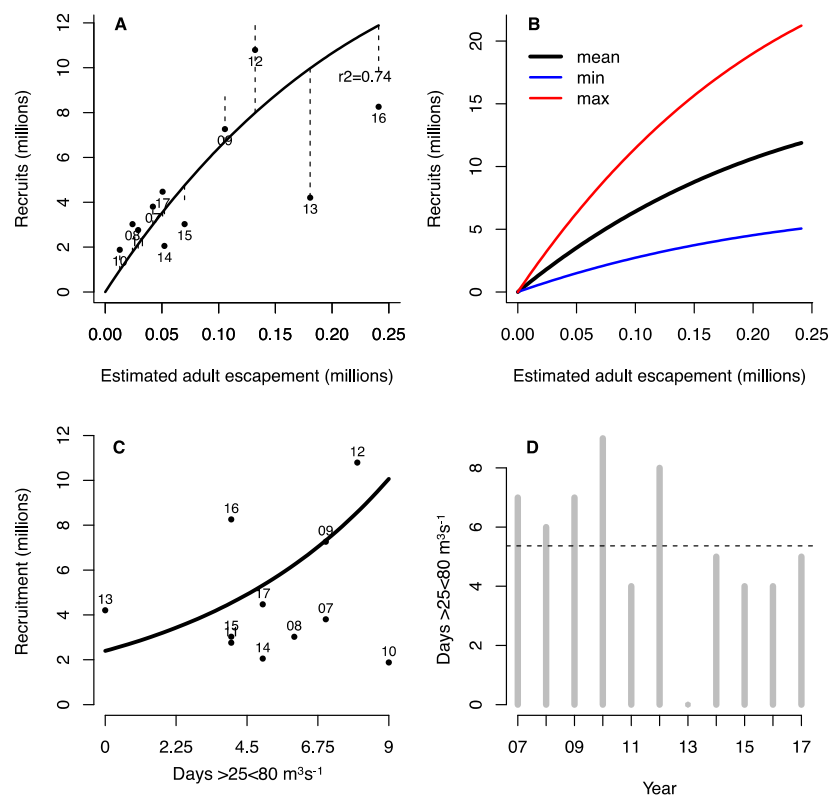 A
Recruits (millions)
12
10
8
6
4
2
0
12
r2=0.74
16
09
13
17
07
08
11
10
15
14
0.00 0.05 0.10 0.15 0.20 0.25
Estimated adult escapement (millions)
B
mean
min
max
Recruits (millions)
20
15
10
5
0
0.00 0.05 0.10 0.15 0.20 0.25
Estimated adult escapement (millions)
C
Recruitment (millions)
12
10
8
6
4
2
0
12
16
09
13
17
07
15
11
08
14
10
0 2.25 4.5 6.75 9
Days >25<80 m³s⁻¹
D
Days >25<80 m³s⁻¹
8
6
4
2
0
07 09 11 13 15 17
Year